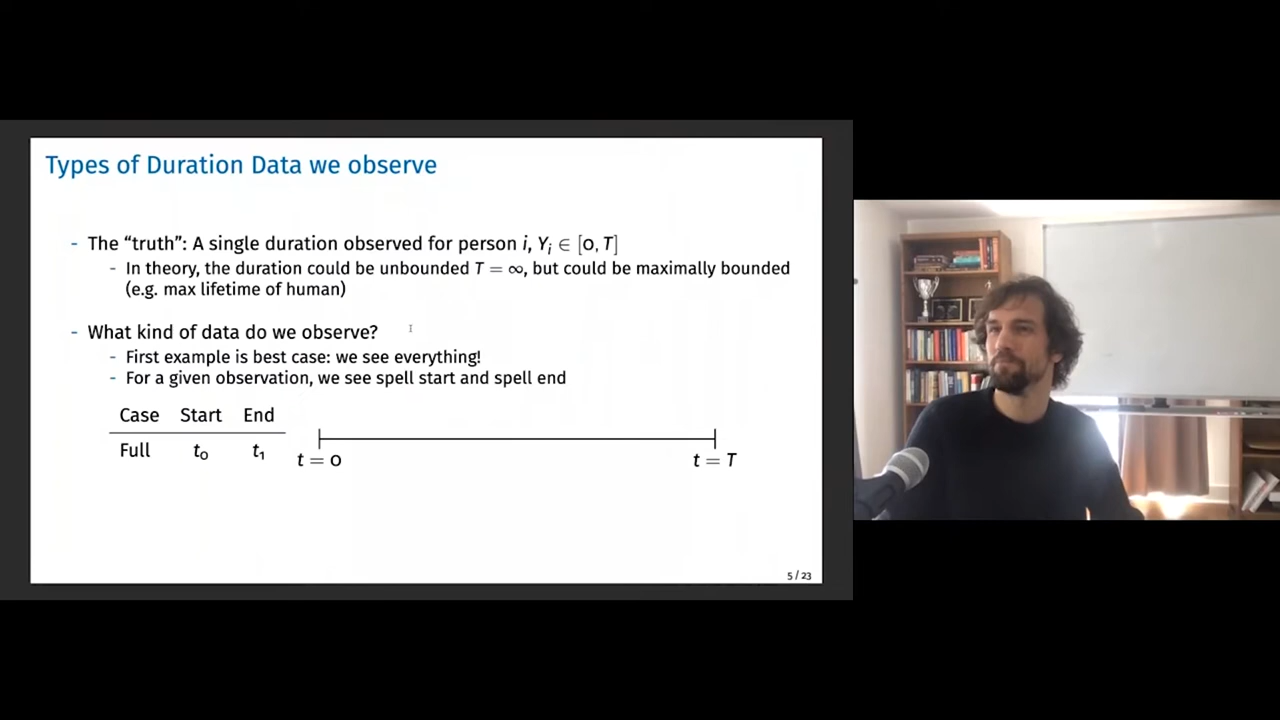 Types of Duration Data we observe
- The “truth”: A single duration observed for person i, Yᵢ ∈ [0, T]
- In theory, the duration could be unbounded T = ∞, but could be maximally bounded
(e.g. max lifetime of human)
- What kind of data do we observe?
- First example is best case: we see everything!
- For a given observation, we see spell start and spell end
Case Start End
Full t₀ t₁
t = 0 t = T
5 / 23